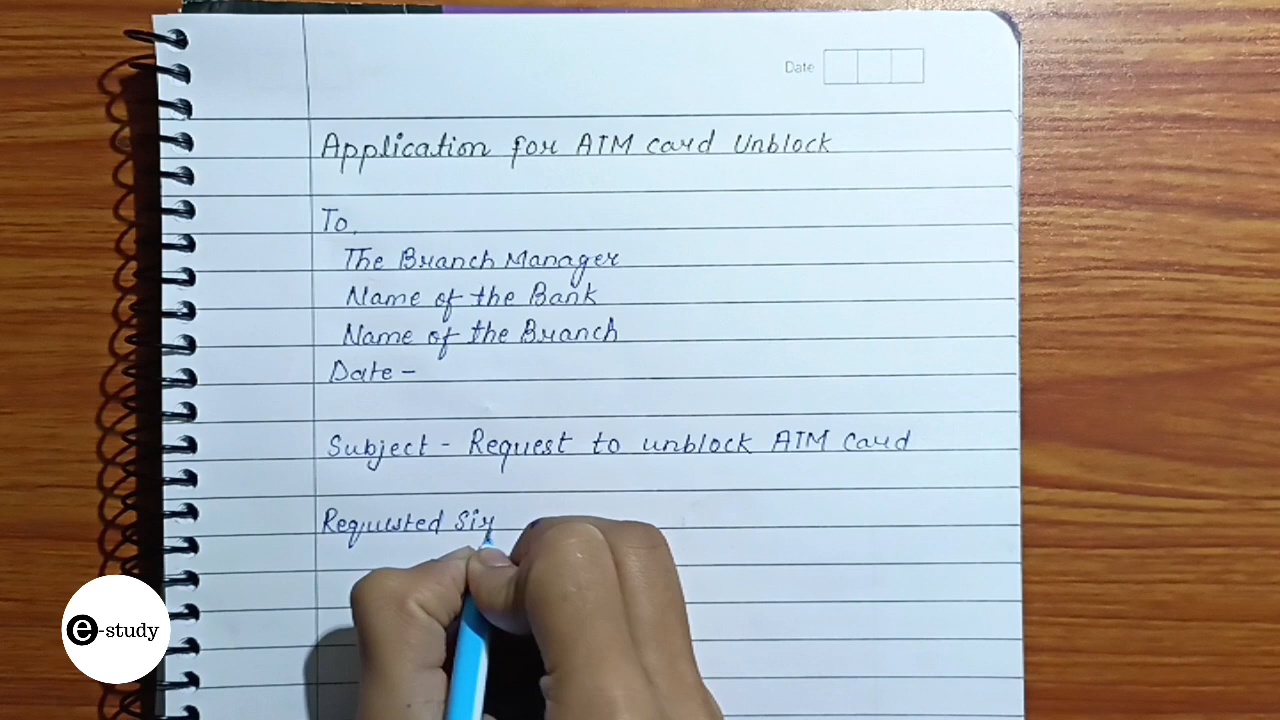 Date
Application for ATM card Unblock
To,
The Branch Manager
Name of the Bank
Name of the Branch
Date -
Subject - Request to unblock ATM card
Requested Sir
e-study